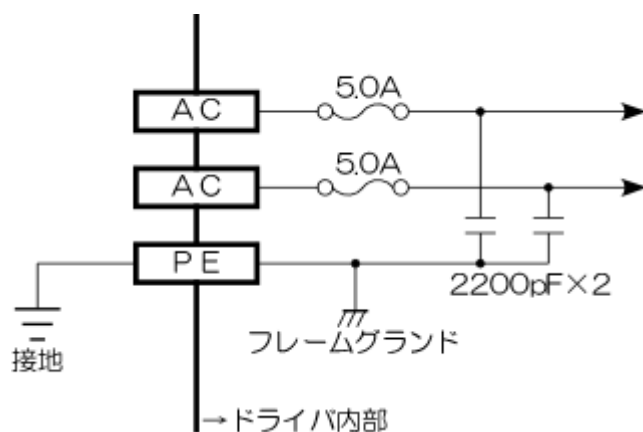 5.0A
AC
5.0A
AC
PE
2200pF×2
フレームグランド
接地
→ドライバ内部